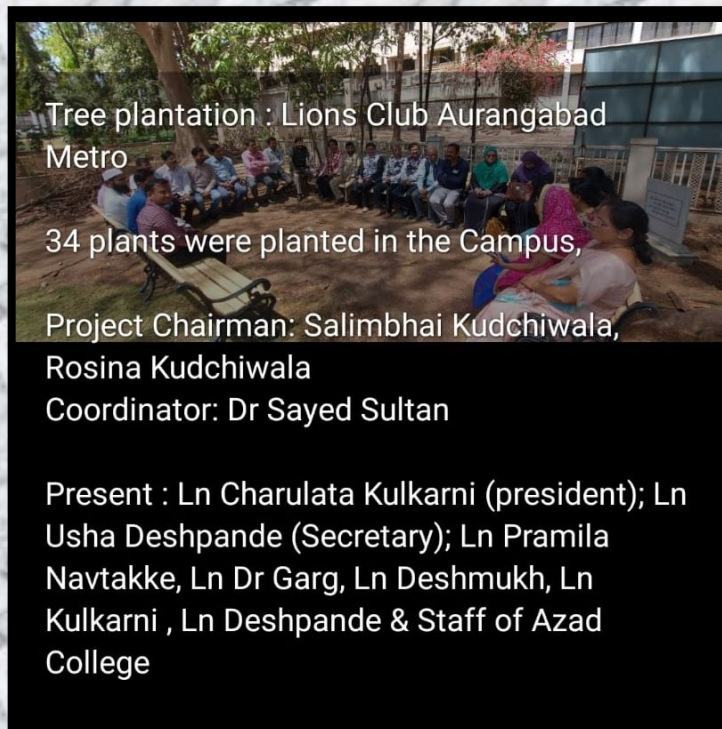 Tree plantation : Lions Club Aurangabad
Metro
34 plants were planted in the Campus,
Project Chairman: Salimbhai Kudchiwala,
Rosina Kudchiwala
Coordinator: Dr Sayed Sultan
Present : Ln Charulata Kulkarni (president); Ln
Usha Deshpande (Secretary); Ln Pramila
Navtakke, Ln Dr Garg, Ln Deshmukh, Ln
Kulkarni , Ln Deshpande & Staff of Azad
College